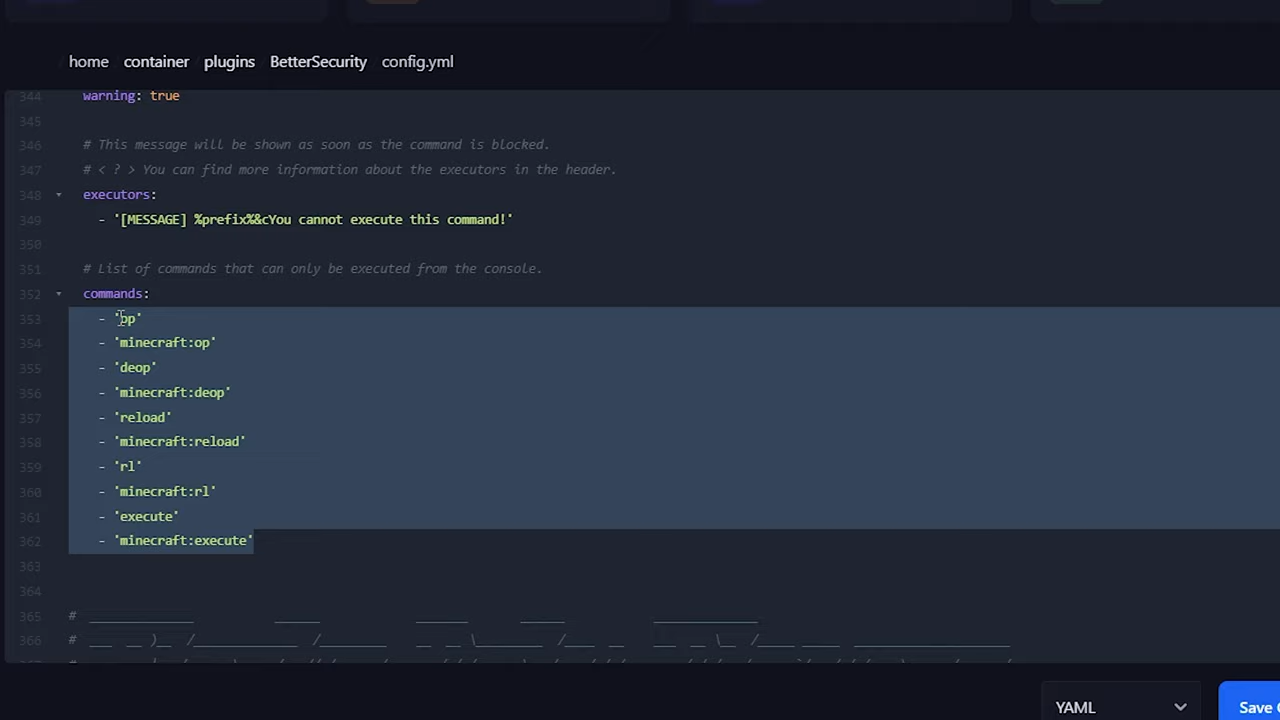 home container plugins BetterSecurity config.yml
344 warning: true
345
346 # This message will be shown as soon as the command is blocked.
347 # < ? > You can find more information about the executors in the header.
348 executors:
349 - '[MESSAGE] %prefix%&cYou cannot execute this command!'
350
351 # List of commands that can only be executed from the console.
352 commands:
353 - 'op'
354 - 'minecraft:op'
355 - 'deop'
356 - 'minecraft:deop'
357 - 'reload'
358 - 'minecraft:reload'
359 - 'rl'
360 - 'minecraft:rl'
361 - 'execute'
362 - 'minecraft:execute'
363
364
365 #
366 #
YAML Save